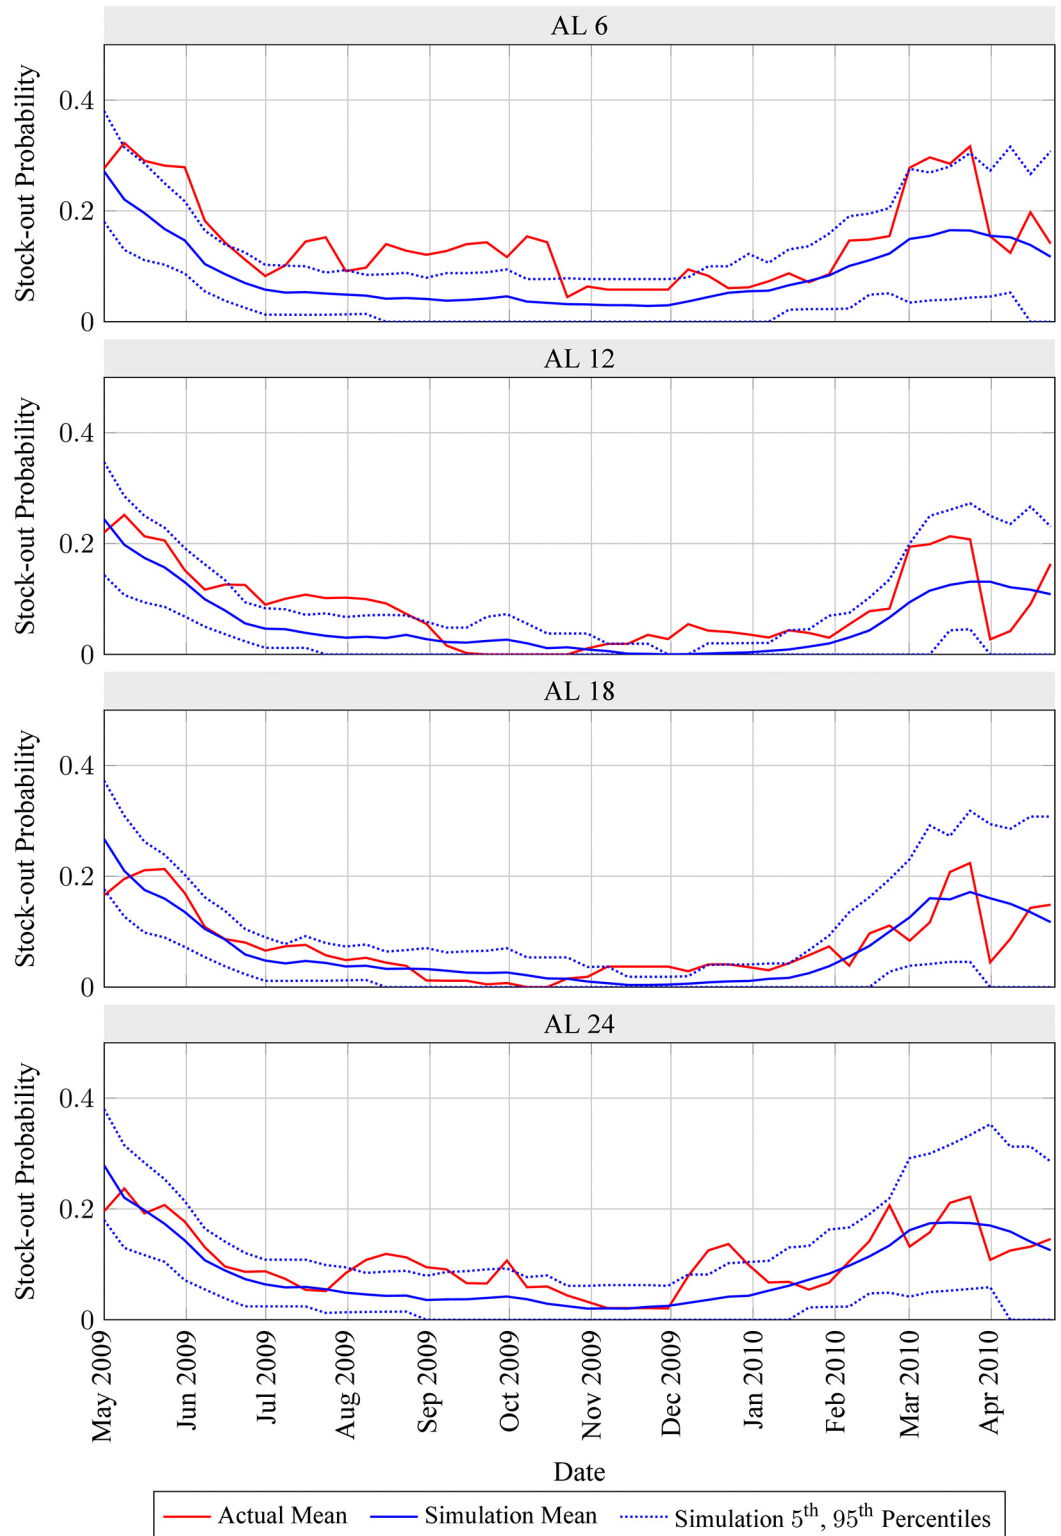 AL 6
Stock-out Probability
0.4
0.2
0
AL 12
Stock-out Probability
0.4
0.2
0
AL 18
Stock-out Probability
0.4
0.2
0
AL 24
Stock-out Probability
0.4
0.2
0
May 2009 Jun 2009 Jul 2009 Aug 2009 Sep 2009 Oct 2009 Nov 2009 Dec 2009 Jan 2010 Feb 2010 Mar 2010 Apr 2010
Date
Actual Mean Simulation Mean Simulation 5th, 95th Percentiles